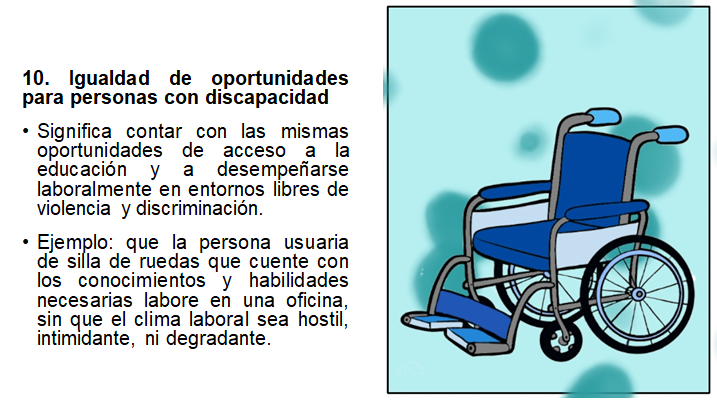 10. Igualdad de oportunidades
para personas con discapacidad
• Significa contar con las mismas
oportunidades de acceso a la
educación y a desempeñarse
laboralmente en entornos libres de
violencia y discriminación.
• Ejemplo: que la persona usuaria
de silla de ruedas que cuente con
los conocimientos y habilidades
necesarias labore en una oficina,
sin que el clima laboral sea hostil,
intimidante, ni degradante.